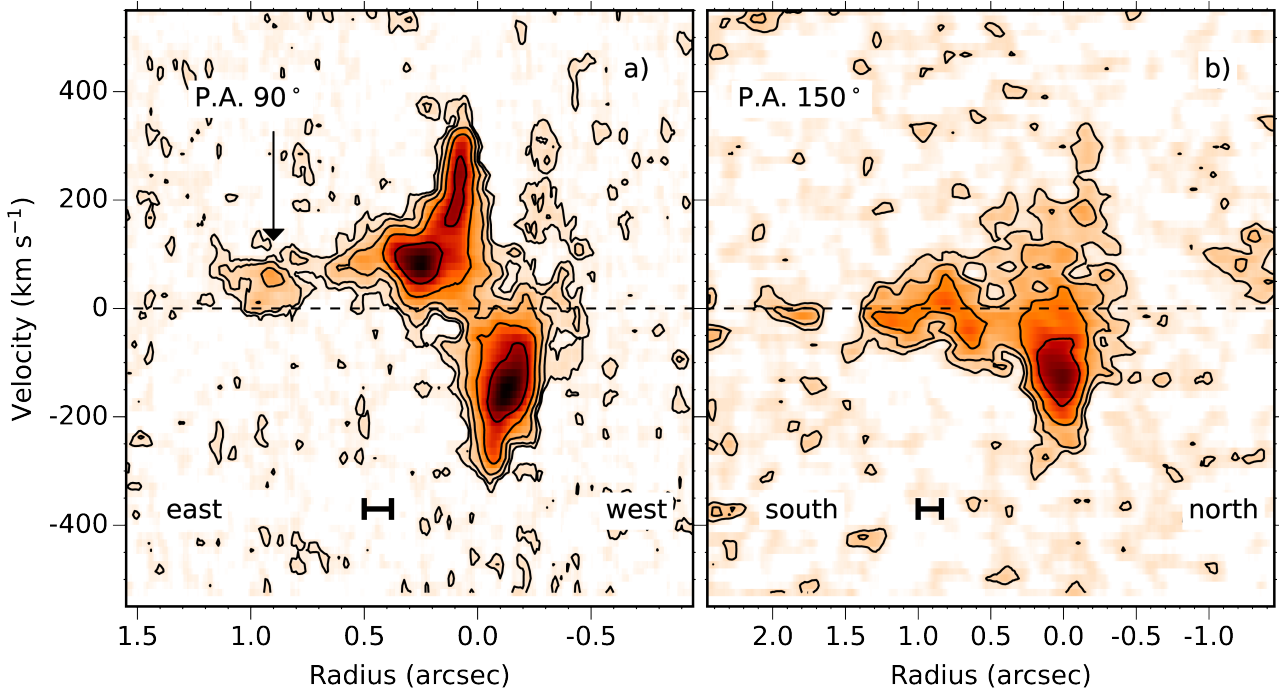 a)
b)
P.A. 90°
P.A. 150°
Velocity (km s⁻¹)
400
200
0
-200
-400
east
west
south
north
1.5
1.0
0.5
0.0
-0.5
2.0
1.5
1.0
0.5
0.0
-0.5
-1.0
Radius (arcsec)
Radius (arcsec)